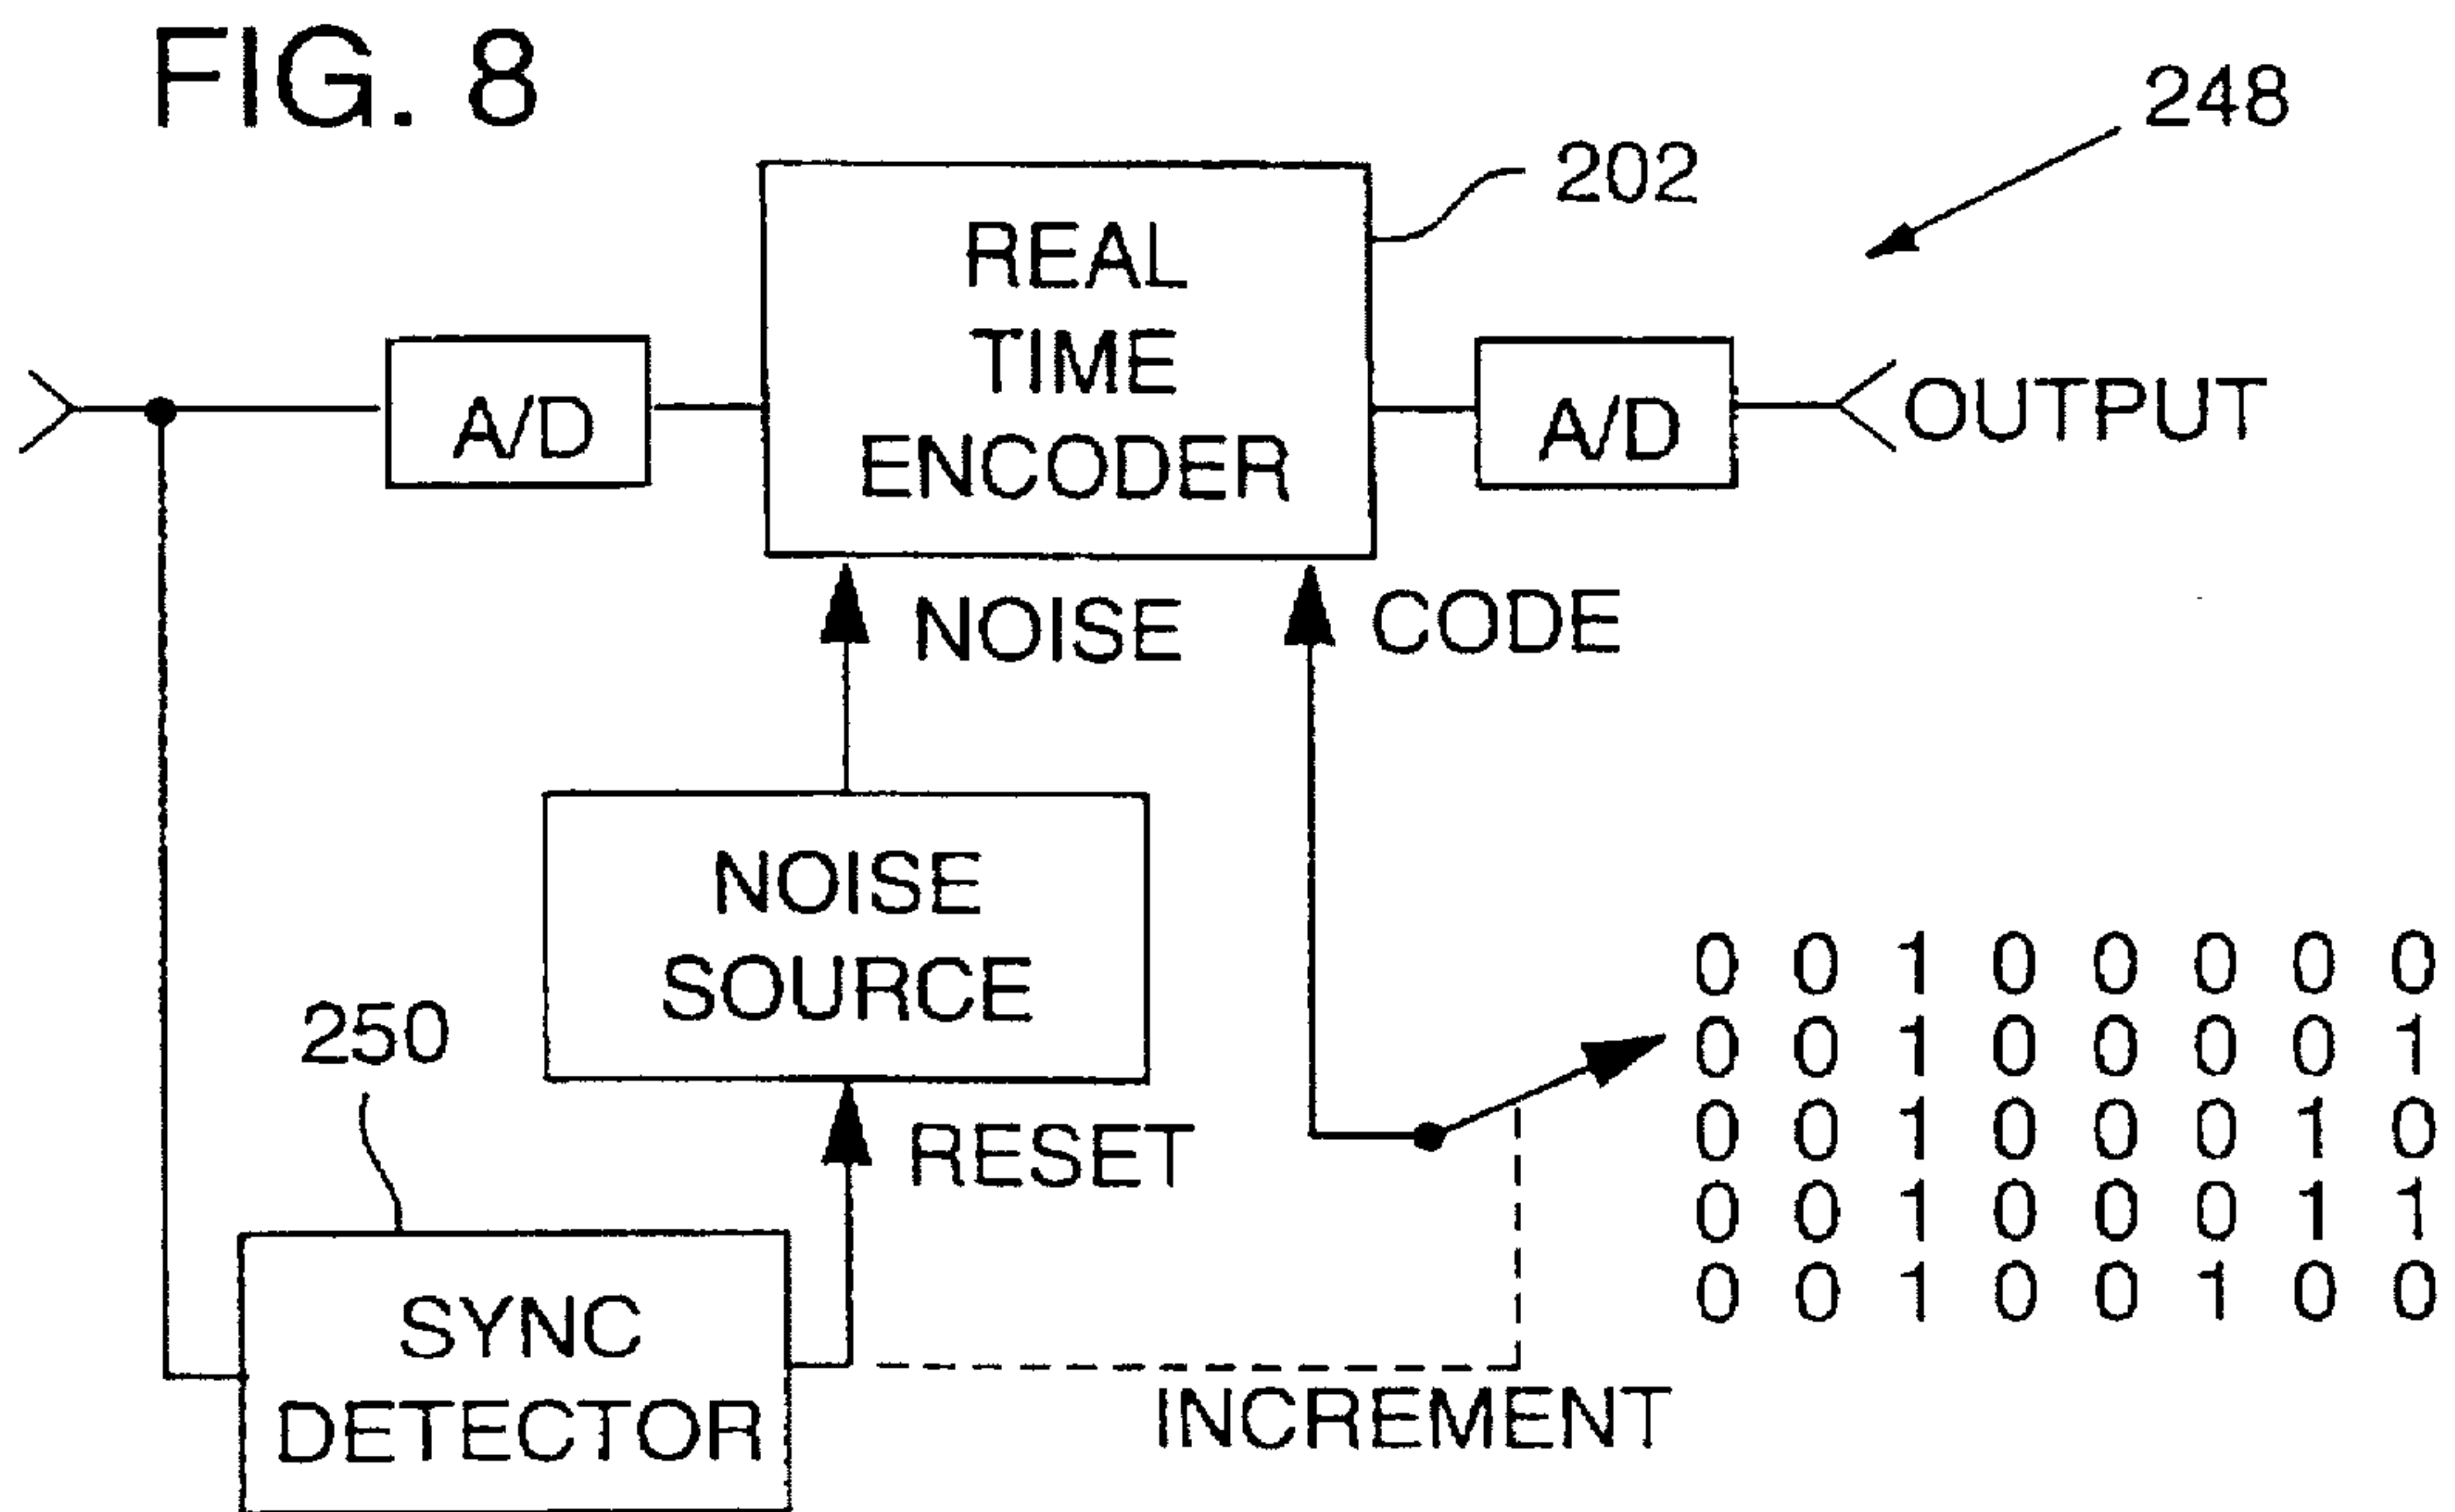 FIG. 8
248
202
REAL
TIME
ENCODER
A/D
A/D
OUTPUT
NOISE
CODE
NOISE
SOURCE
250
RESET
0 0 1 0 0 0 0 0
0 0 1 0 0 0 0 1
0 0 1 0 0 0 1 0
0 0 1 0 0 0 1 1
0 0 1 0 0 1 0 0
SYNC
DETECTOR
INCREMENT